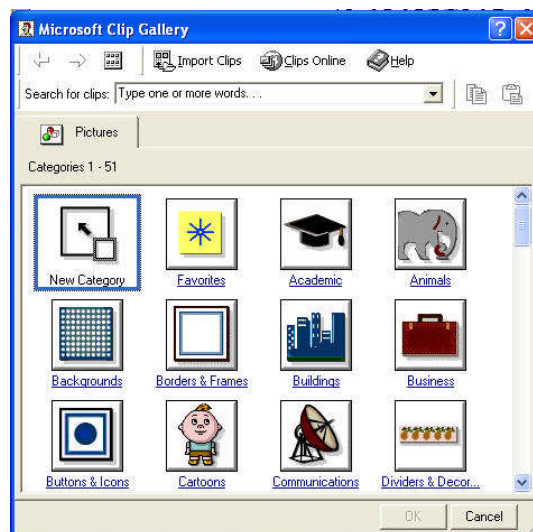 Microsoft Clip Gallery
Import Clips Clips Online Help
Search for clips: Type one or more words. . .
Pictures
Categories 1 - 51
New Category Favorites Academic Animals
Backgrounds Borders & Frames Buildings Business
Buttons & Icons Cartoons Communications Dividers & Decor...
OK Cancel